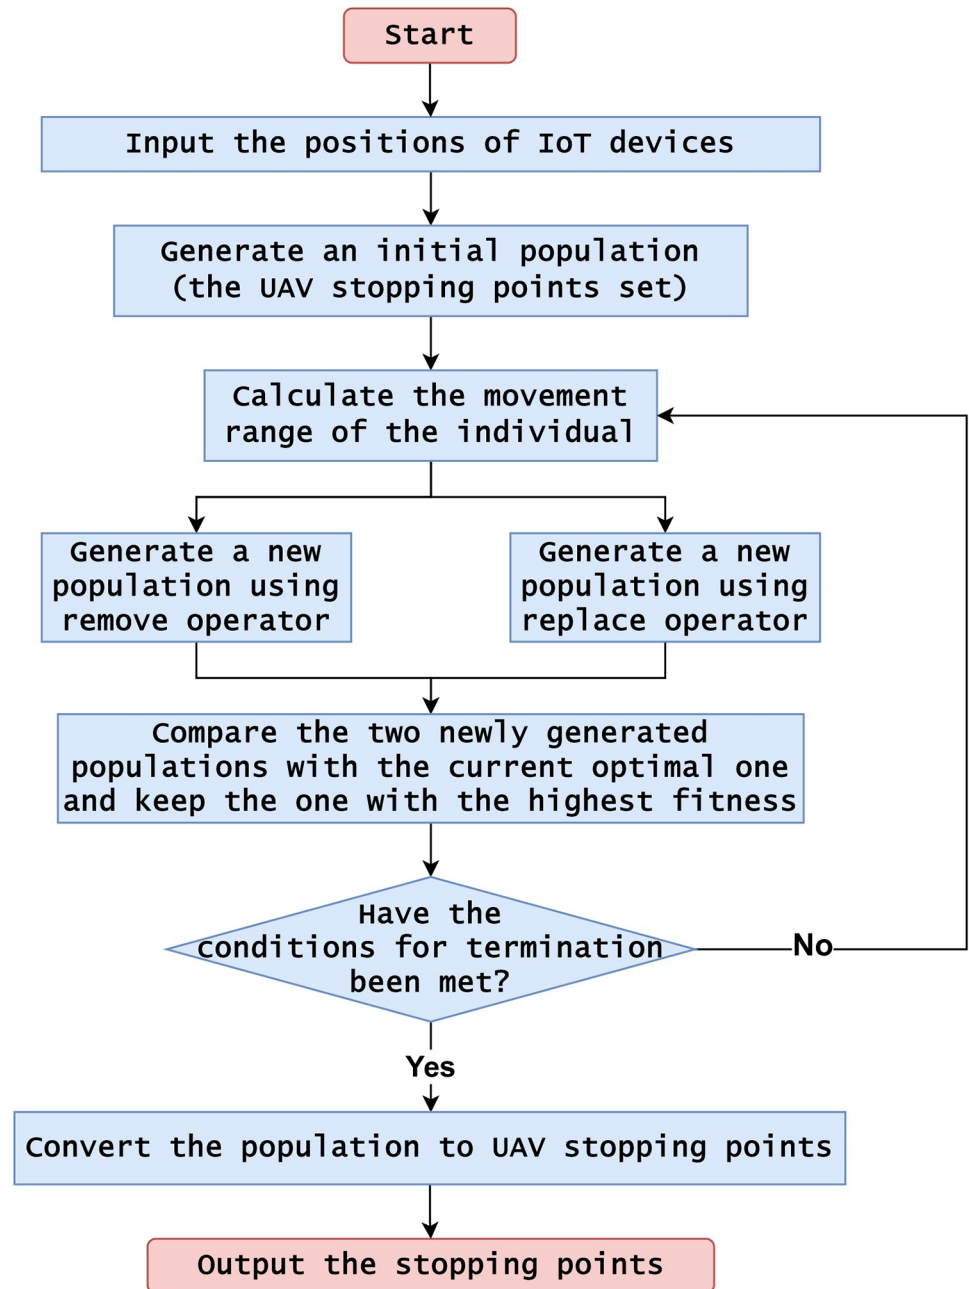 Start
Input the positions of IoT devices
Generate an initial population
(the UAV stopping points set)
Calculate the movement
range of the individual
Generate a new
population using
remove operator
Generate a new
population using
replace operator
Compare the two newly generated
populations with the current optimal one
and keep the one with the highest fitness
Have the
conditions for termination
been met?
No
Yes
Convert the population to UAV stopping points
Output the stopping points